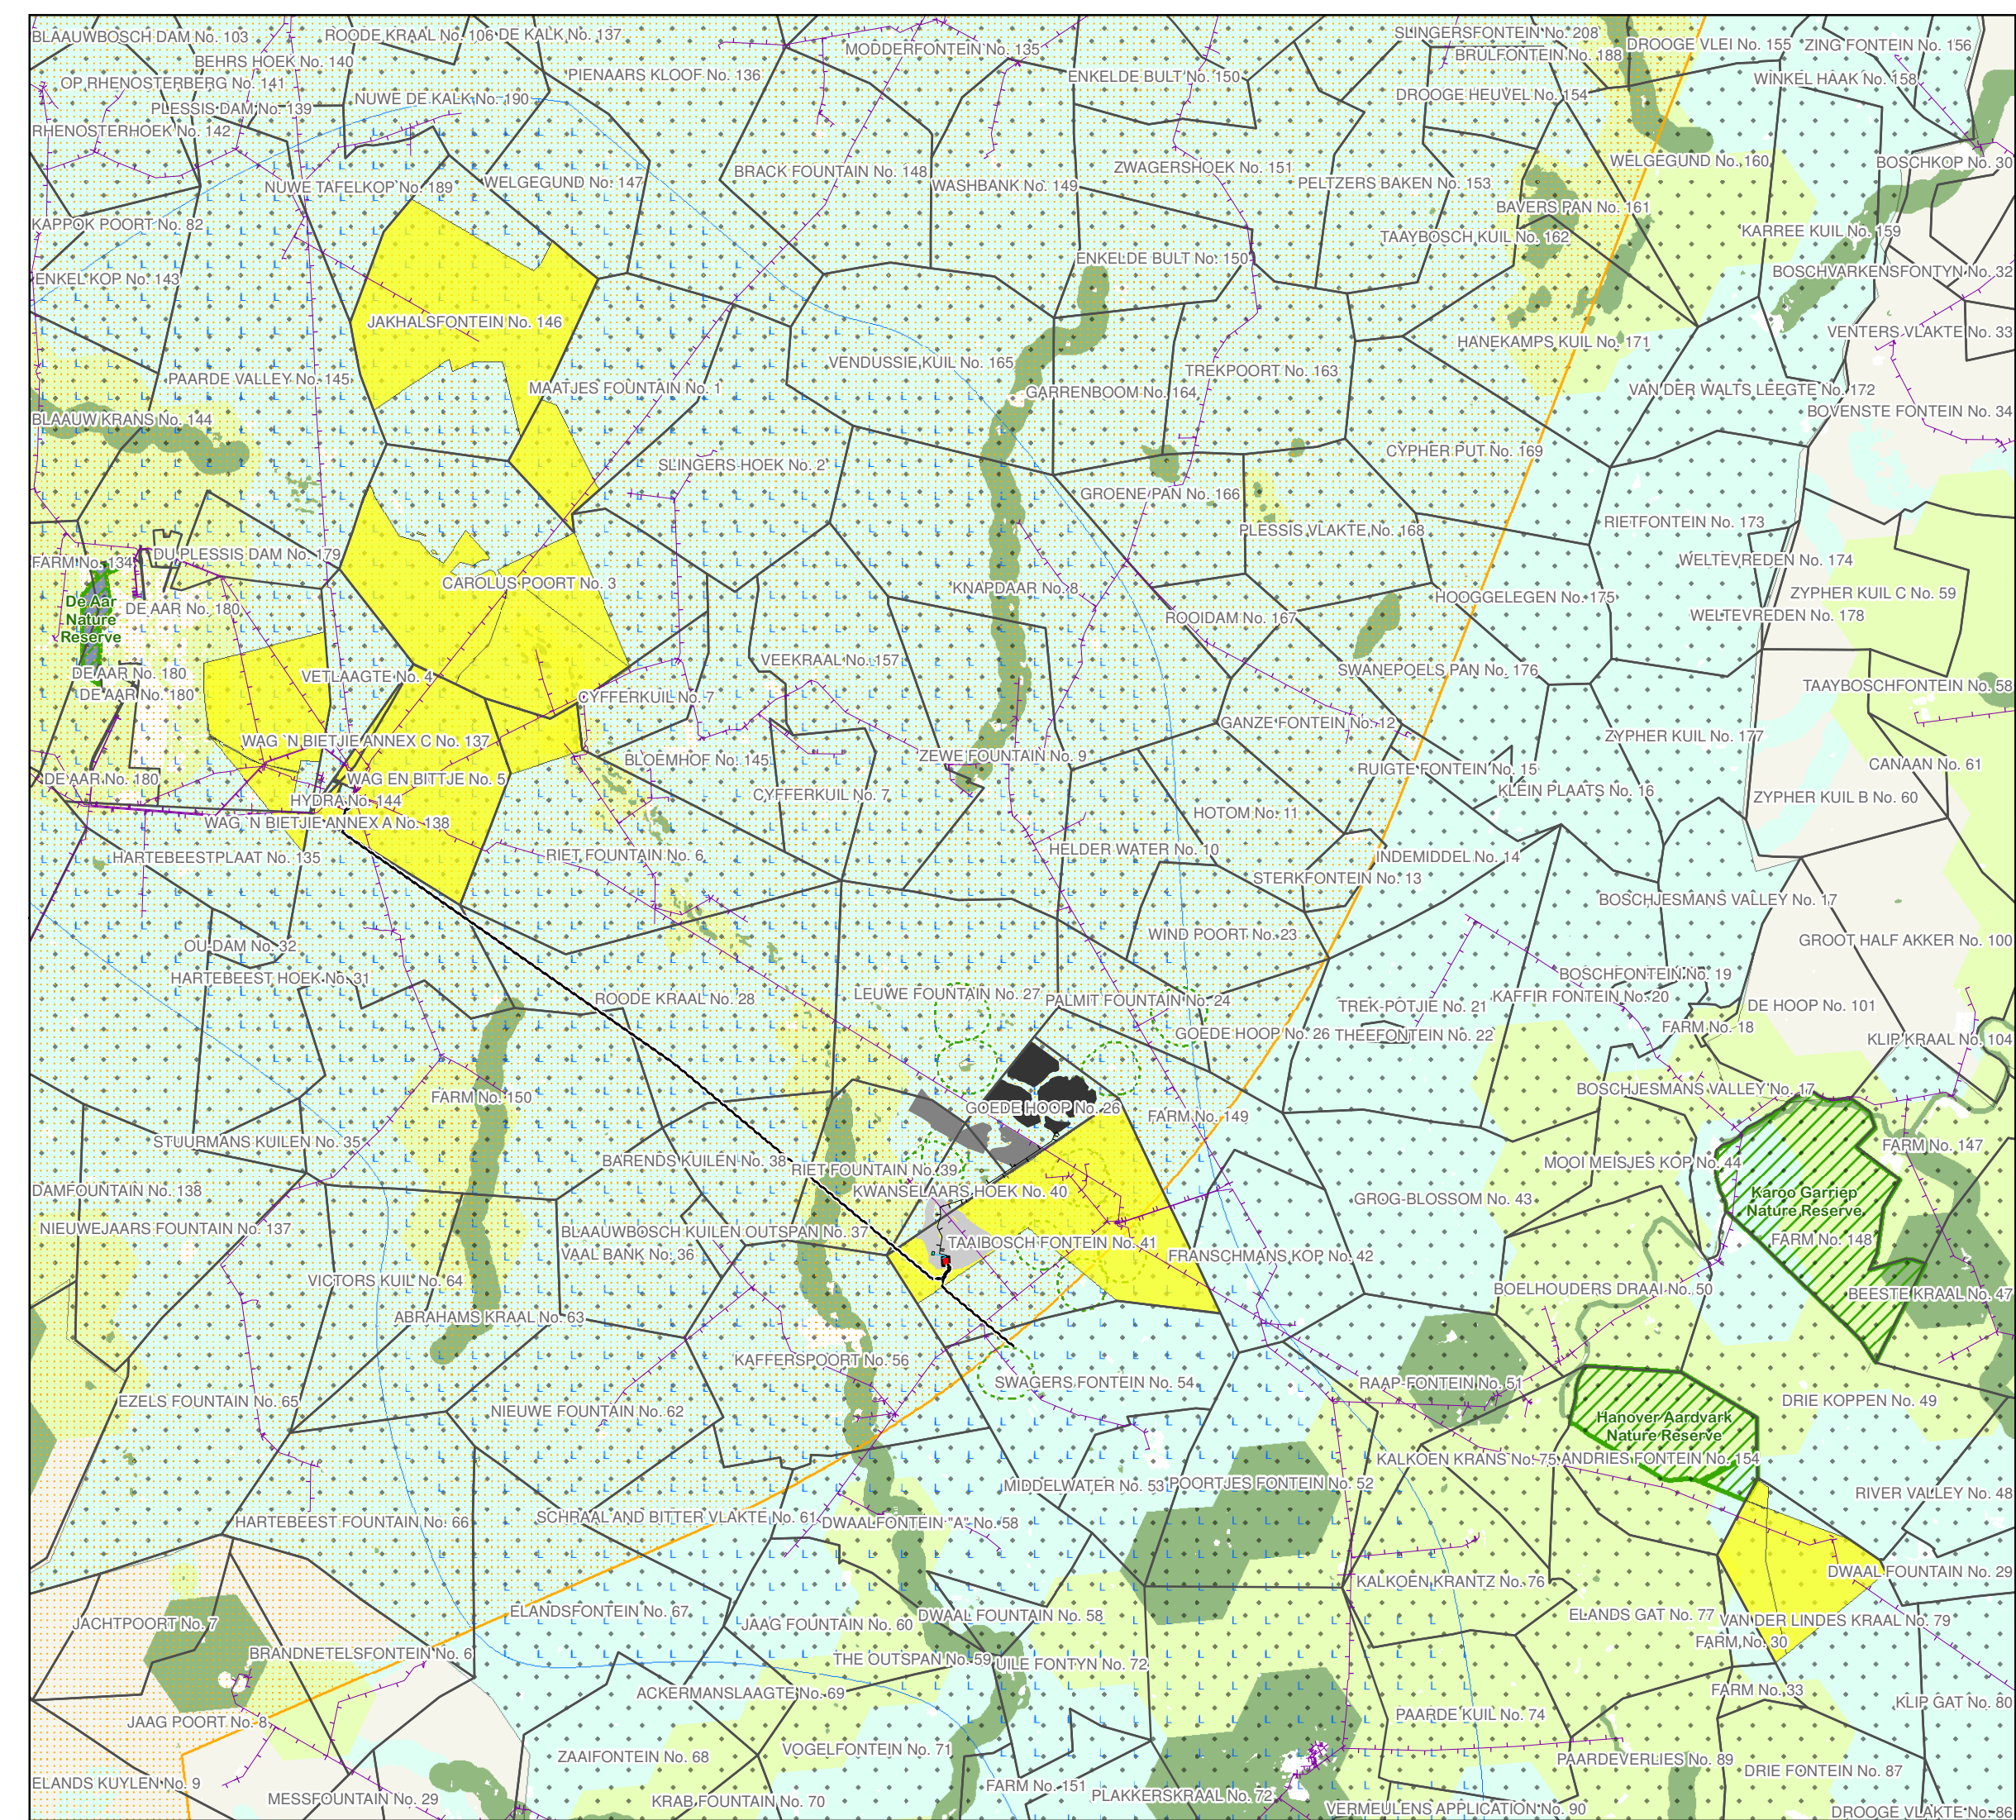 BLAAUWBOSCH DAM No. 103
ROODE KRAAL No. 106
DE KALK No. 137
MODDERFONTEIN No. 135
SLINGERSFONTEIN No. 208
DROOGE VLEI No. 155
ZING FONTEIN No. 156
BEHRS HOEK No. 140
BRULFONTEIN No. 188
OP RHENOSTERBERG No. 141
PIENAARS KLOOF No. 136
ENKELDE BULT No. 150
WINKEL HAAK No. 158
PLESSIS DAM No. 139
NUWE DE KALK No. 190
DROOGE HEUVEL No. 154
RHENOSTERHOEK No. 142
WELGEGUND No. 160
BOSCHKOP No. 30
NUWE TAFELKOP No. 189
WELGEGUND No. 147
BRACK FOUNTAIN No. 148
WASHBANK No. 149
ZWAGERSHOEK No. 151
PELTZERS BAKEN No. 153
BAVERS PAN No. 161
KAPPOK POORT No. 82
TAAYBOSCH KUIL No. 162
KARREE KUIL No. 159
ENKEL KOP No. 143
ENKELDE BULT No. 150
BOSCHVARKENSFONTYN No. 32
JAKHALSFONTEIN No. 146
VENTERS VLAKTE No. 33
HANEKAMPS KUIL No. 171
PAARDE VALLEY No. 145
MAATJES FOUNTAIN No. 1
VENDUSSIE KUIL No. 165
TREKPOORT No. 163
GARRENBOOM No. 164
VAN DER WALTS LEEGTE No. 172
BLAAUW KRANS No. 144
BOVENSTE FONTEIN No. 34
SLINGERS HOEK No. 2
CYPHER PUT No. 169
GROENE PAN No. 166
PLESSIS VLAKTE No. 168
RIETFONTEIN No. 173
FARM No. 134
DU PLESSIS DAM No. 179
CAROLUS POORT No. 3
WELTEVREDEN No. 174
De Aar
Nature
Reserve
DE AAR No. 180
KNAPDAAR No. 8
HOOGGELEGEN No. 175
ZYPHER KUIL C No. 59
ROOIDAM No. 167
WELTEVREDEN No. 178
DE AAR No. 180
VETLAAGTE No. 4
VEEKRAAL No. 157
SWANEPOELS PAN No. 176
DE AAR No. 180
CYFFERKUIL No. 7
TAAYBOSCHFONTEIN No. 58
GANZE FONTEIN No. 12
WAG `N BIETJIE ANNEX C No. 137
ZYPHER KUIL No. 177
DE AAR No. 180
WAG EN BITTJE No. 5
BLOEMHOF No. 145
ZEWE FOUNTAIN No. 9
RUIGTE FONTEIN No. 15
CANAAN No. 61
HYDRA No. 144
CYFFERKUIL No. 7
KLEIN PLAATS No. 16
ZYPHER KUIL B No. 60
WAG `N BIETJIE ANNEX A No. 138
HOTOM No. 11
HARTEBEESTPLAAT No. 135
RIET FOUNTAIN No. 6
HELDER WATER No. 10
INDEMIDDEL No. 14
STERKFONTEIN No. 13
BOSCHJESMANS VALLEY No. 17
OU DAM No. 32
WIND POORT No. 23
GROOT HALF AKKER No. 100
HARTEBEEST HOEK No. 31
ROODE KRAAL No. 28
LEUWE FOUNTAIN No. 27
PALMIT FOUNTAIN No. 24
BOSCHFONTEIN No. 19
TREK-POTJIE No. 21
KAFFIR FONTEIN No. 20
DE HOOP No. 101
GOEDE HOOP No. 26
THEEFONTEIN No. 22
FARM No. 18
KLIP KRAAL No. 104
FARM No. 150
GOEDE HOOP No. 26
FARM No. 149
BOSCHJESMANS VALLEY No. 17
STUURMANS KUILEN No. 35
BARENDS KUILEN No. 38
RIET FOUNTAIN No. 39
MOOI MEISJES KOP No. 44
FARM No. 147
DAMFOUNTAIN No. 138
KWANSELAARS HOEK No. 40
GROG-BLOSSOM No. 43
Karoo Garriep
Nature Reserve
NIEUWEJAARS FOUNTAIN No. 137
BLAAUWBOSCH KUILEN OUTSPAN No. 37
TAAIBOSCH FONTEIN No. 41
FARM No. 148
VAAL BANK No. 36
FRANSCHMANS KOP No. 42
VICTORS KUIL No. 64
BOELHOUDERS DRAAI No. 50
BEESTE KRAAL No. 47
ABRAHAMS KRAAL No. 63
KAFFERSPOORT No. 56
SWAGERS FONTEIN No. 54
RAAP FONTEIN No. 51
EZELS FOUNTAIN No. 65
NIEUWE FOUNTAIN No. 62
DRIE KOPPEN No. 49
Hanover Aardvark
Nature Reserve
MIDDELWATER No. 53
POORTJES FONTEIN No. 52
KALKOEN KRANS No. 75
ANDRIES FONTEIN No. 154
RIVER VALLEY No. 48
HARTEBEEST FOUNTAIN No. 66
SCHRAAL AND BITTER VLAKTE No. 61
DWAALFONTEIN "A" No. 58
DWAAL FOUNTAIN No. 29
KALKOEN KRANTZ No. 76
JACHTPOORT No. 7
ELANDSFONTEIN No. 67
JAAG FOUNTAIN No. 60
DWAAL FOUNTAIN No. 58
ELANDS GAT No. 77
VAN DER LINDES KRAAL No. 79
BRANDNETELSFONTEIN No. 6
THE OUTSPAN No. 59
UILE FONTYN No. 72
FARM No. 30
ACKERMANSLAAGTE No. 69
FARM No. 33
KLIP GAT No. 80
JAAG POORT No. 8
PAARDE KUIL No. 74
ZAAIFONTEIN No. 68
VOGELFONTEIN No. 71
PAARDEVERLIES No. 89
DRIE FONTEIN No. 87
ELANDS KUYLEN No. 9
FARM No. 151
MESSFOUNTAIN No. 29
KRAB FOUNTAIN No. 70
PLAKKERSKRAAL No. 72
VERMEULENS APPLICATION No. 90
DROOGE VLAKTE No. 86